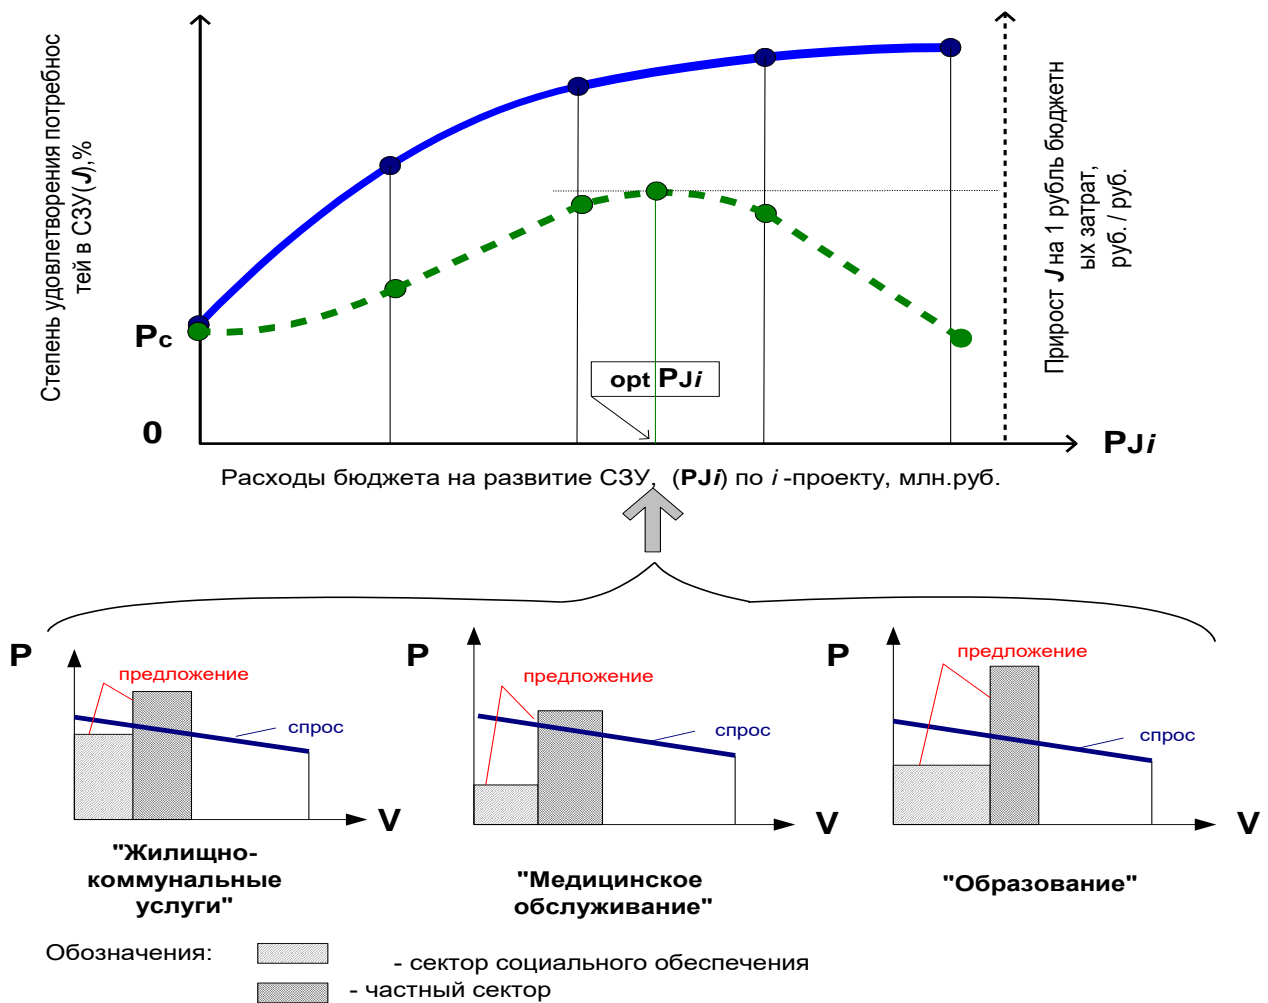 Степень удовлетворения потребнос
тей в СЗУ(J),%
Прирост J на 1 рубль бюджетн
ых затрат,
руб. / руб.
Pc
opt PJi
0
PJi
Расходы бюджета на развитие СЗУ, (PJi) по i -проекту, млн.руб.
P
предложение
спрос
V
"Жилищно-
коммунальные
услуги"
P
предложение
спрос
V
"Медицинское
обслуживание"
P
предложение
спрос
V
"Образование"
Обозначения:
- сектор социального обеспечения
- частный сектор